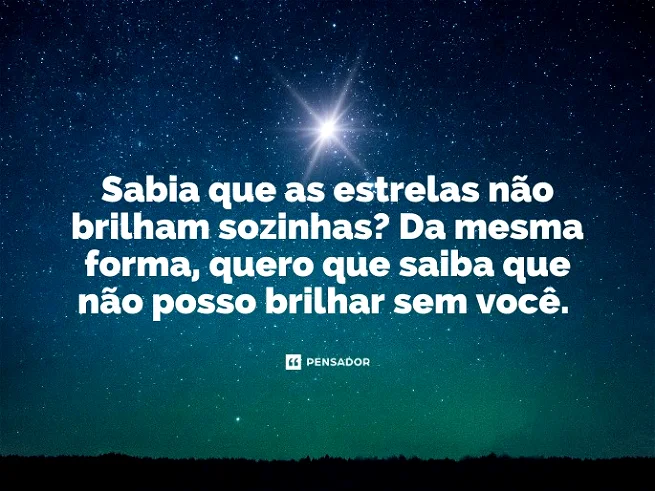 Sabia que as estrelas não
brilham sozinhas? Da mesma
forma, quero que saiba que
não posso brilhar sem você.
PENSADOR